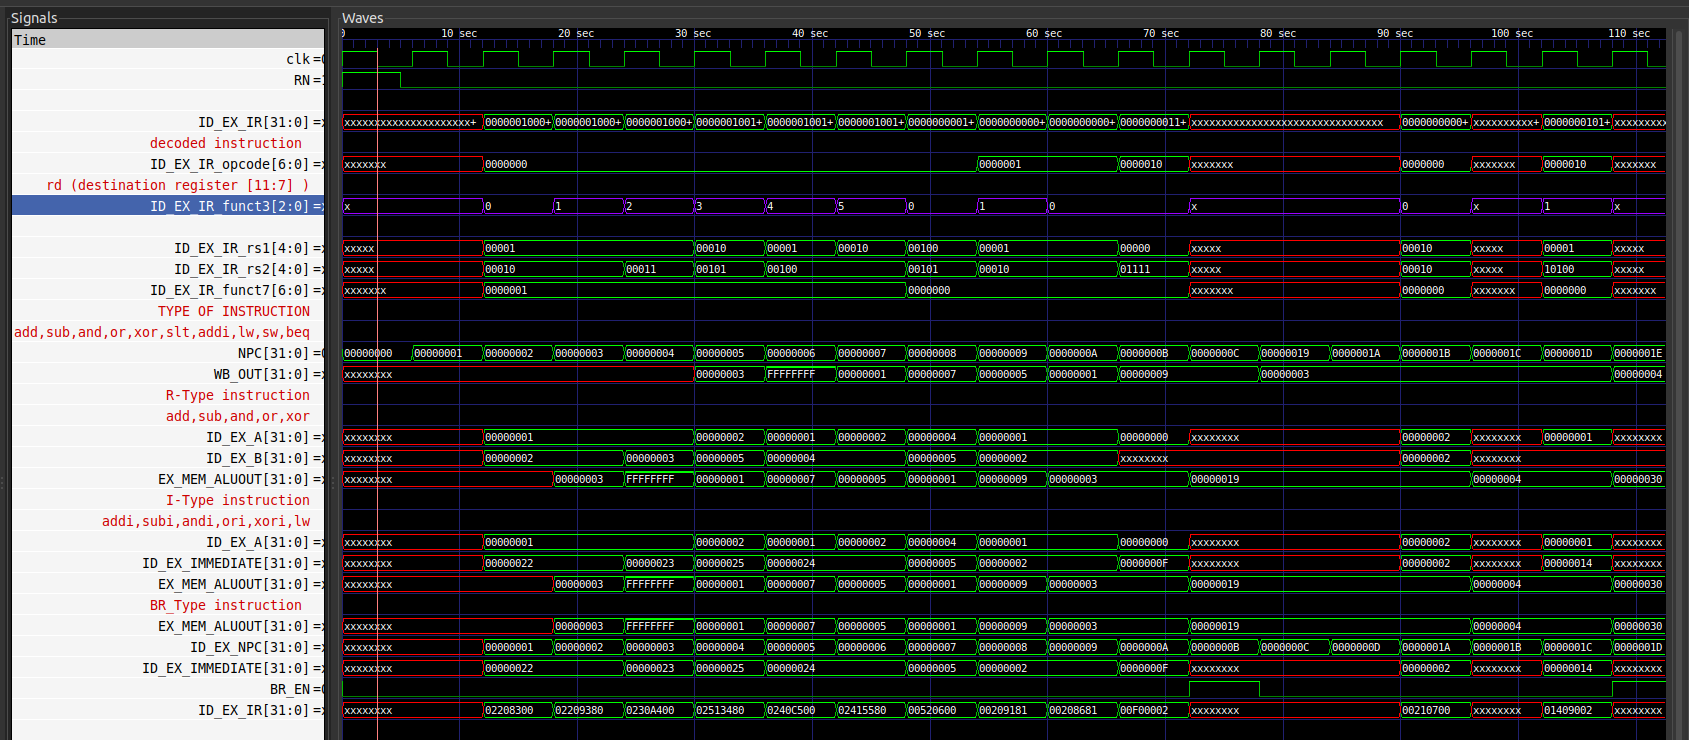 Signals
Waves
Time
0 10 sec 20 sec 30 sec 40 sec 50 sec 60 sec 70 sec 80 sec 90 sec 100 sec 110 sec
clk =0
RN =1
ID_EX_IR[31:0] =x xxxxxxxxxxxxxxxxxxxxx+ 0000001000+ 0000001000+ 0000001000+ 0000001001+ 0000001001+ 0000001001+ 0000000001+ 0000000000+ 0000000000+ 0000000011+ xxxxxxxxxxxxxxxxxxxxxxxxxxxxxxxx 0000000000+ xxxxxxxxxx+ 0000000101+ xxxxxxxxx
decoded instruction
ID_EX_IR_opcode[6:0] =x xxxxxxx 0000000 0000001 0000010 xxxxxxx 0000000 xxxxxxx 0000010 xxxxxxx
rd (destination register [11:7] )
ID_EX_IR_funct3[2:0] =x x 0 1 2 3 4 5 0 1 0 x 0 x 1 x
ID_EX_IR_rs1[4:0] =x xxxxx 00001 00010 00001 00010 00100 00001 00000 xxxxx 00010 xxxxx 00001 xxxxx
ID_EX_IR_rs2[4:0] =x xxxxx 00010 00011 00101 00100 00101 00010 01111 xxxxx 00010 xxxxx 10100 xxxxx
ID_EX_IR_funct7[6:0] =x xxxxxxx 0000001 0000000 xxxxxxx 0000000 xxxxxxx 0000000 xxxxxxx
TYPE OF INSTRUCTION
add,sub,and,or,xor,slt,addi,lw,sw,beq
NPC[31:0] =0 00000000 00000001 00000002 00000003 00000004 00000005 00000006 00000007 00000008 00000009 0000000A 0000000B 0000000C 00000019 0000001A 0000001B 0000001C 0000001D 0000001E
WB_OUT[31:0] =x xxxxxxxx 00000003 FFFFFFFF 00000001 00000007 00000005 00000001 00000009 00000003 00000004
R-Type instruction
add,sub,and,or,xor
ID_EX_A[31:0] =x xxxxxxxx 00000001 00000002 00000001 00000002 00000004 00000001 00000000 xxxxxxxx 00000002 xxxxxxxx 00000001 xxxxxxxx
ID_EX_B[31:0] =x xxxxxxxx 00000002 00000003 00000005 00000004 00000005 00000002 xxxxxxxx 00000002 xxxxxxxx
EX_MEM_ALUOUT[31:0] =x xxxxxxxx 00000003 FFFFFFFF 00000001 00000007 00000005 00000001 00000009 00000003 00000019 00000004 00000030
I-Type instruction
addi,subi,andi,ori,xori,lw
ID_EX_A[31:0] =x xxxxxxxx 00000001 00000002 00000001 00000002 00000004 00000001 00000000 xxxxxxxx 00000002 xxxxxxxx 00000001 xxxxxxxx
ID_EX_IMMEDIATE[31:0] =x xxxxxxxx 00000022 00000023 00000025 00000024 00000005 00000002 0000000F xxxxxxxx 00000002 xxxxxxxx 00000014 xxxxxxxx
EX_MEM_ALUOUT[31:0] =x xxxxxxxx 00000003 FFFFFFFF 00000001 00000007 00000005 00000001 00000009 00000003 00000019 00000004 00000030
BR_Type instruction
EX_MEM_ALUOUT[31:0] =x xxxxxxxx 00000003 FFFFFFFF 00000001 00000007 00000005 00000001 00000009 00000003 00000019 00000004 00000030
ID_EX_NPC[31:0] =x xxxxxxxx 00000001 00000002 00000003 00000004 00000005 00000006 00000007 00000008 00000009 0000000A 0000000B 0000000C 0000000D 0000001A 0000001B 0000001C 0000001D
ID_EX_IMMEDIATE[31:0] =x xxxxxxxx 00000022 00000023 00000025 00000024 00000005 00000002 0000000F xxxxxxxx 00000002 xxxxxxxx 00000014 xxxxxxxx
BR_EN =0
ID_EX_IR[31:0] =x xxxxxxxx 02208300 02209380 0230A400 02513480 0240C500 02415580 00520600 00209181 00208681 00F00002 xxxxxxxx 00210700 xxxxxxxx 01409002 xxxxxxxx